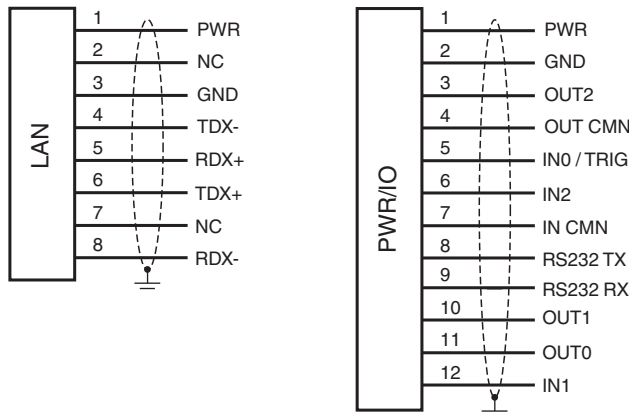 LAN
1 PWR
2 NC
3 GND
4 TDX-
5 RDX+
6 TDX+
7 NC
8 RDX-
PWR/IO
1 PWR
2 GND
3 OUT2
4 OUT CMN
5 IN0 / TRIG
6 IN2
7 IN CMN
8 RS232 TX
9 RS232 RX
10 OUT1
11 OUT0
12 IN1